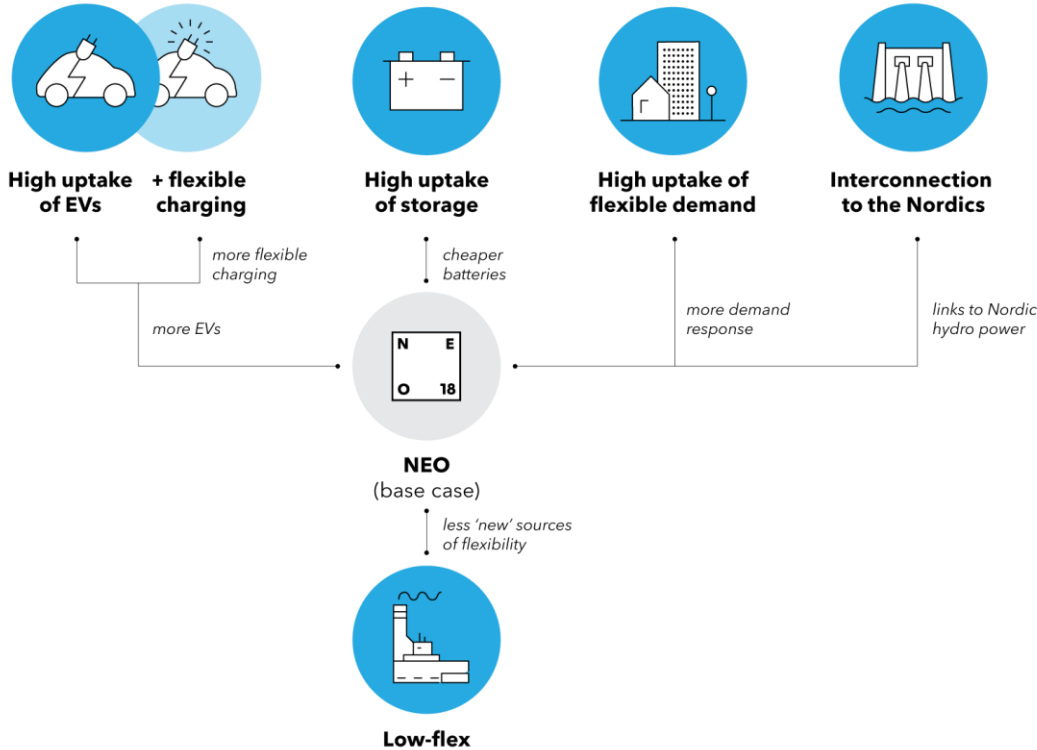 High uptake
of EVs
+ flexible
charging
High uptake
of storage
High uptake of
flexible demand
Interconnection
to the Nordics
more flexible
charging
cheaper
batteries
more EVs
more demand
response
links to Nordic
hydro power
N E
O 18
NEO
(base case)
less ‘new’ sources
of flexibility
Low-flex